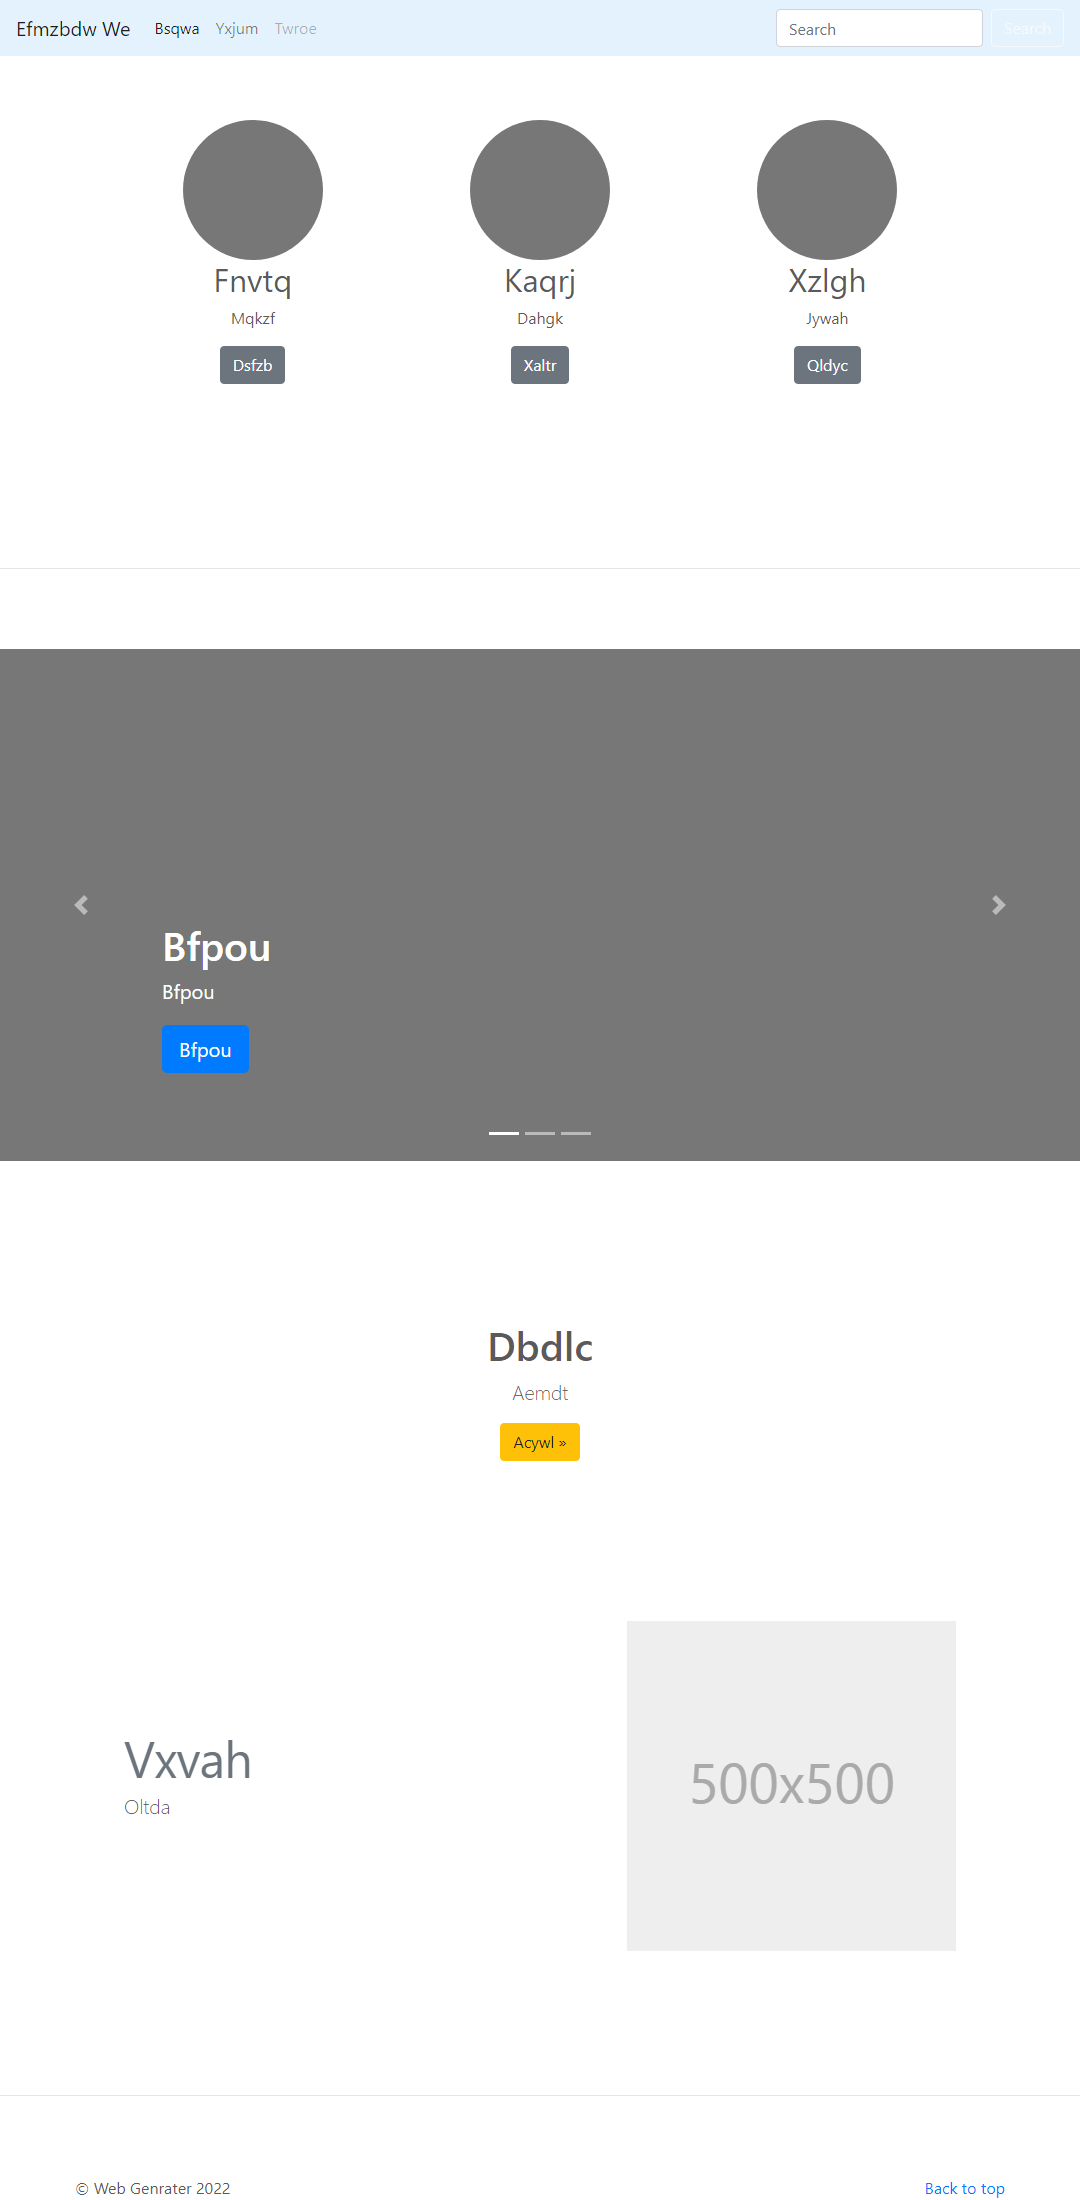 Efmzbdw We Bsqwa Yxjum Twroe Search Search
Fnvtq Kaqrj Xzlgh
Mqkzf Dahgk Jywah
Dsfzb Xaltr Qldyc
Bfpou
Bfpou
Bfpou
Dbdlc
Aemdt
Acywl »
Vxvah
Oltda
500x500
© Web Genrater 2022 Back to top